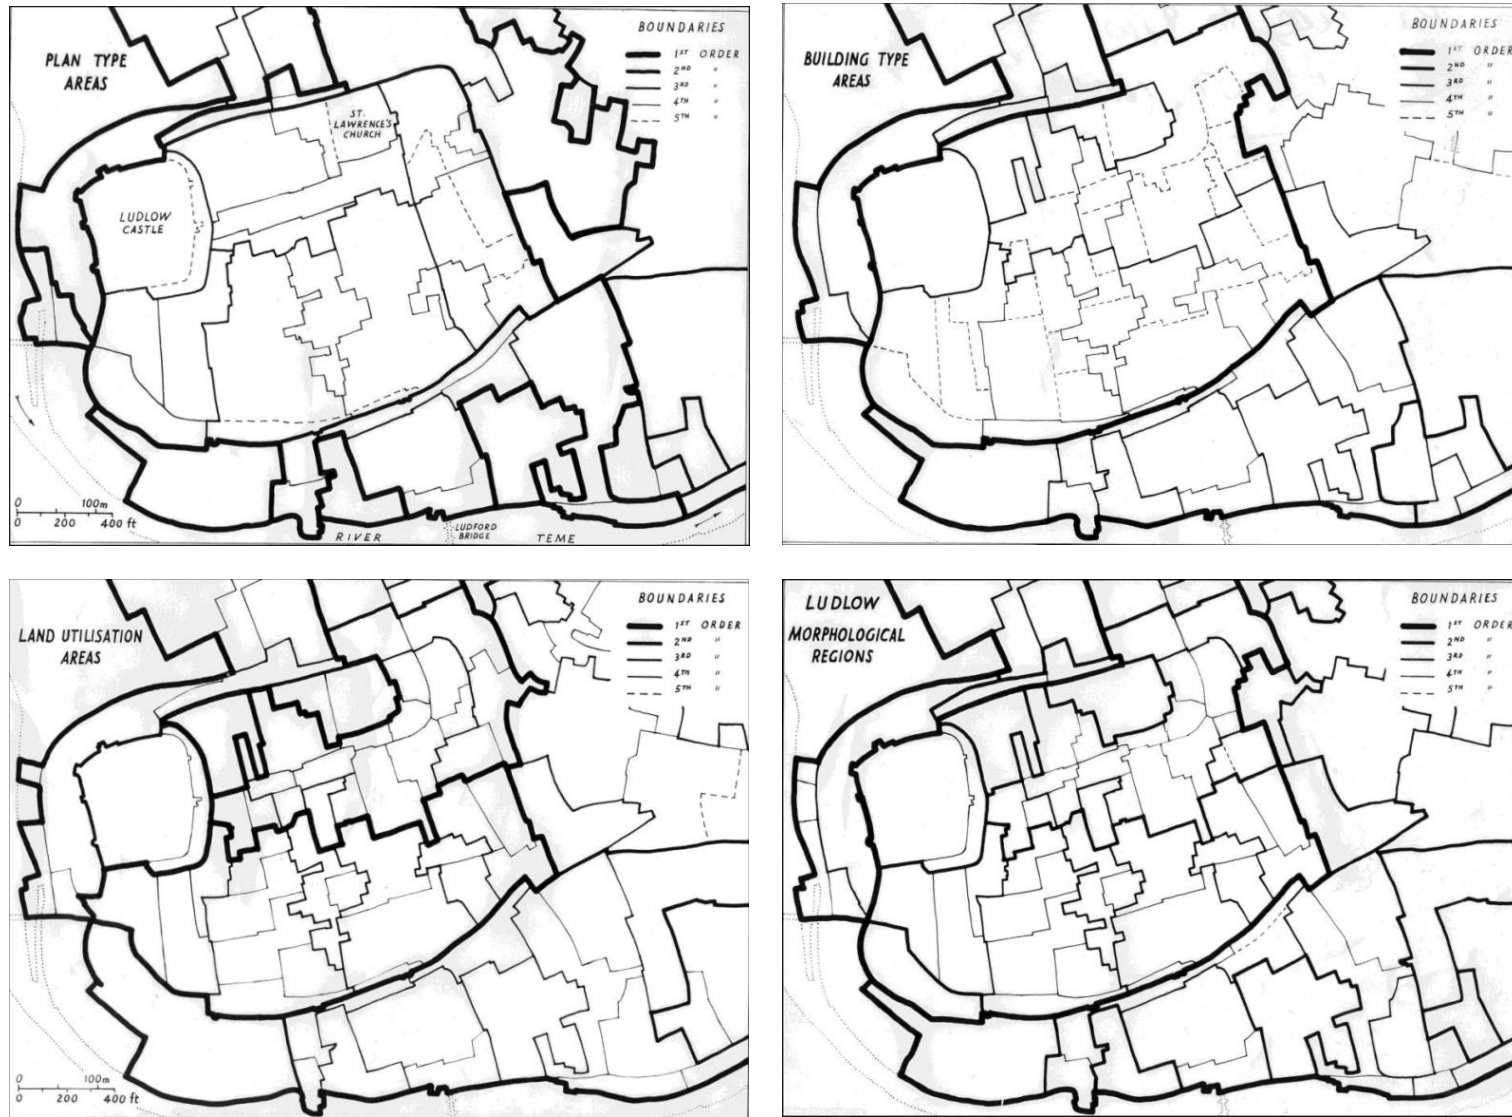 PLAN TYPE
AREAS
BOUNDARIES
1ST ORDER
2ND "
3RD "
4TH "
5TH "
ST.
LAWRENCE'S
CHURCH
LUDLOW
CASTLE
0 100m
0 200 400 ft
RIVER
LUDFORD
BRIDGE
TEME
BUILDING TYPE
AREAS
BOUNDARIES
1ST ORDER
2ND "
3RD "
4TH "
5TH "
LAND UTILISATION
AREAS
BOUNDARIES
1ST ORDER
2ND "
3RD "
4TH "
5TH "
0 100m
0 200 400 ft
LUDLOW
MORPHOLOGICAL
REGIONS
BOUNDARIES
1ST ORDER
2ND "
3RD "
4TH "
5TH "